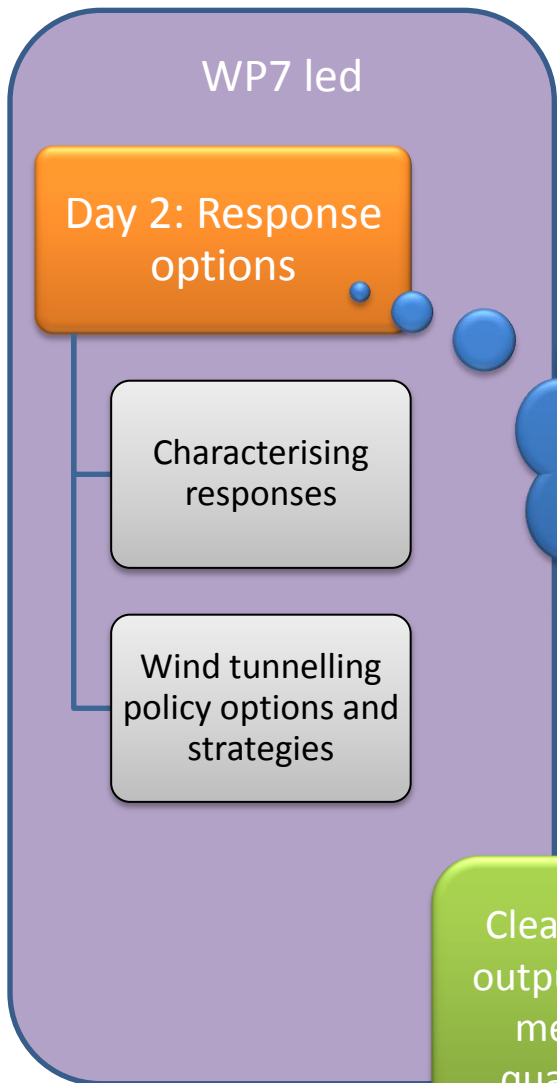 WP7 led
Day 2: Response
options
Characterising
responses
Wind tunnelling
policy options and
strategies